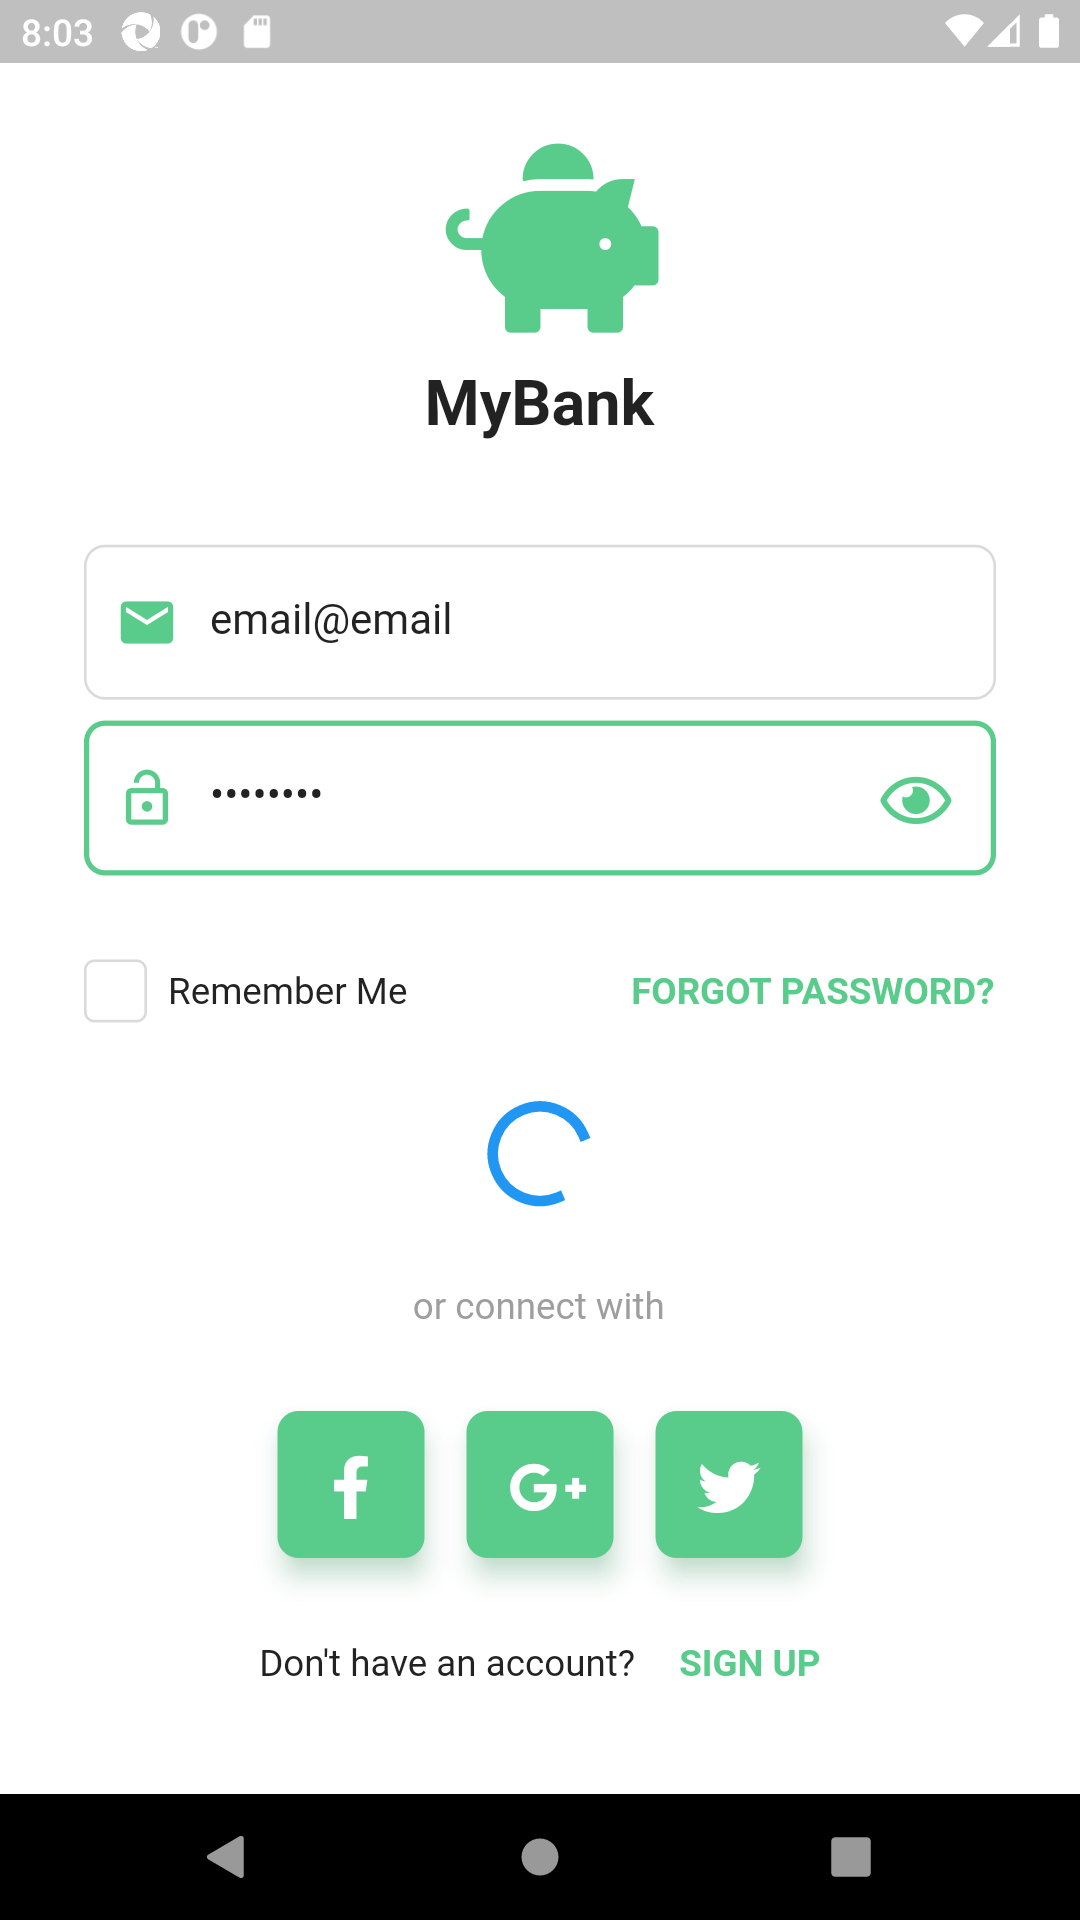 8:03
MyBank
email@email
••••••••
Remember Me FORGOT PASSWORD?
or connect with
Don't have an account? SIGN UP